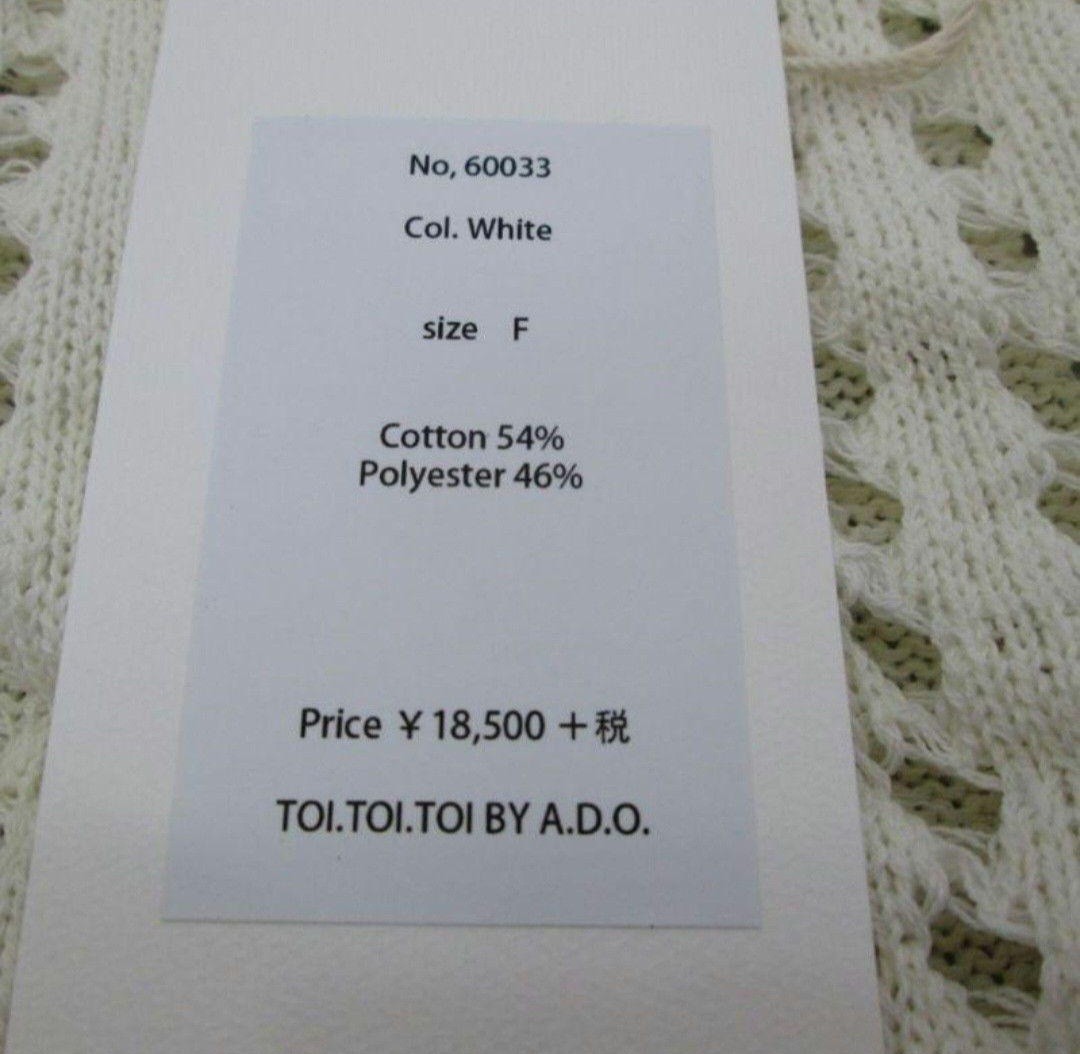 No, 60033
Col. White
size F
Cotton 54%
Polyester 46%
Price ￥18,500 ＋税
TOI.TOI.TOI BY A.D.O.